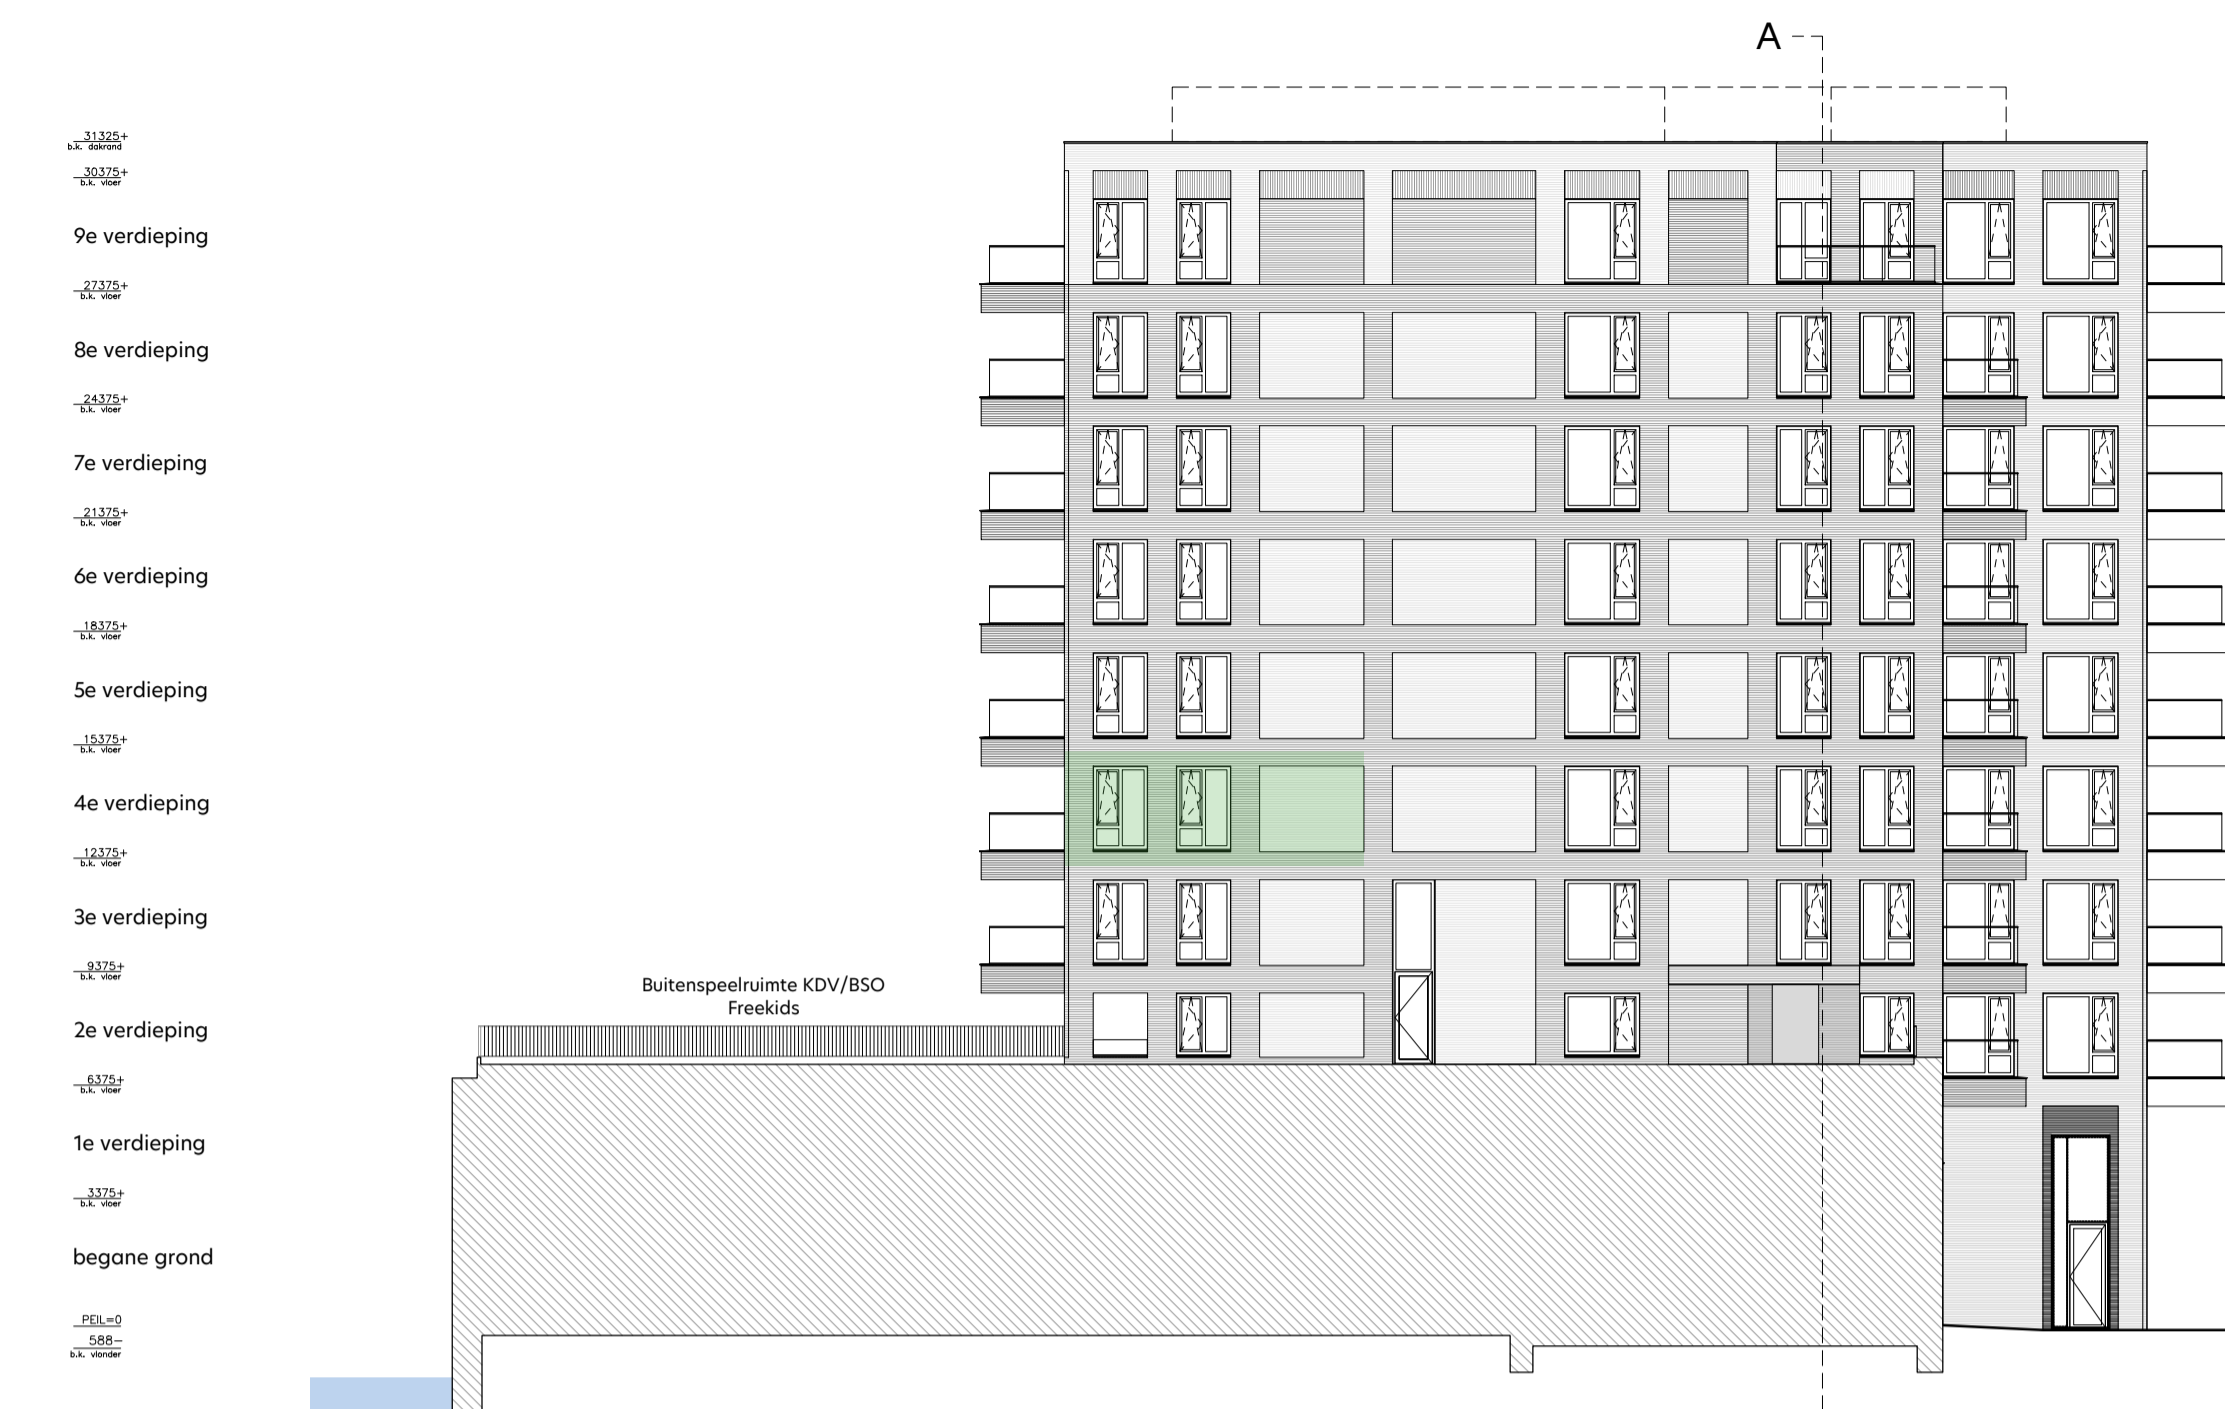 A
31325+
b.k. dakrand
30375+
b.k. vloer
9e verdieping
27375+
b.k. vloer
8e verdieping
24375+
b.k. vloer
7e verdieping
21375+
b.k. vloer
6e verdieping
18375+
b.k. vloer
5e verdieping
15375+
b.k. vloer
4e verdieping
12375+
b.k. vloer
3e verdieping
9375+
b.k. vloer
Buitenspeelruimte KDV/BSO
Freekids
2e verdieping
6375+
b.k. vloer
1e verdieping
3375+
b.k. vloer
begane grond
PEIL=0
588-
b.k. vlonder